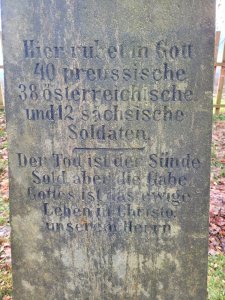 Hier ruhet in Gott
40 preussische
38 österreichische
und 12 sächsische
Soldaten.
Der Tod ist der Sünde
Sold, aber die Gabe
Gottes ist das ewige
Leben in Christo,
unserem Herrn